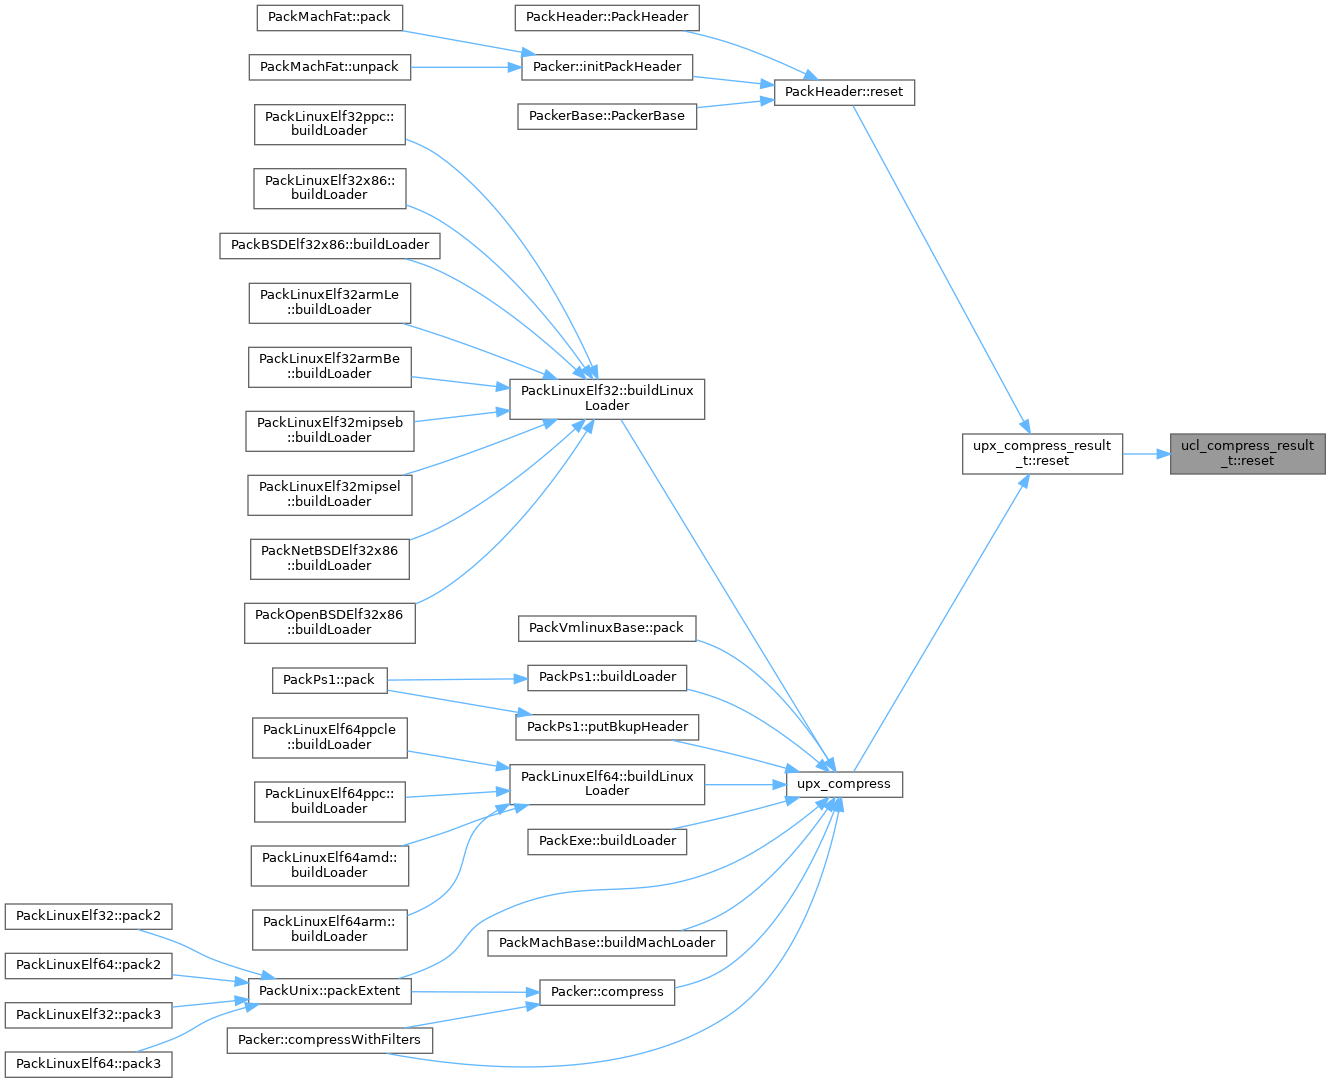 PackMachFat::pack
PackHeader::PackHeader
PackMachFat::unpack
Packer::initPackHeader
PackHeader::reset
PackerBase::PackerBase
PackLinuxElf32ppc::
buildLoader
PackLinuxElf32x86::
buildLoader
PackBSDElf32x86::buildLoader
PackLinuxElf32armLe
::buildLoader
PackLinuxElf32armBe
::buildLoader
PackLinuxElf32::buildLinux
Loader
PackLinuxElf32mipseb
::buildLoader
upx_compress_result
_t::reset
ucl_compress_result
_t::reset
PackLinuxElf32mipsel
::buildLoader
PackNetBSDElf32x86
::buildLoader
PackOpenBSDElf32x86
::buildLoader
PackVmlinuxBase::pack
PackPs1::pack
PackPs1::buildLoader
PackPs1::putBkupHeader
PackLinuxElf64ppcle
::buildLoader
PackLinuxElf64::buildLinux
Loader
upx_compress
PackLinuxElf64ppc::
buildLoader
PackExe::buildLoader
PackLinuxElf64amd::
buildLoader
PackLinuxElf64arm::
buildLoader
PackLinuxElf32::pack2
PackMachBase::buildMachLoader
PackLinuxElf64::pack2
PackUnix::packExtent
Packer::compress
PackLinuxElf32::pack3
Packer::compressWithFilters
PackLinuxElf64::pack3